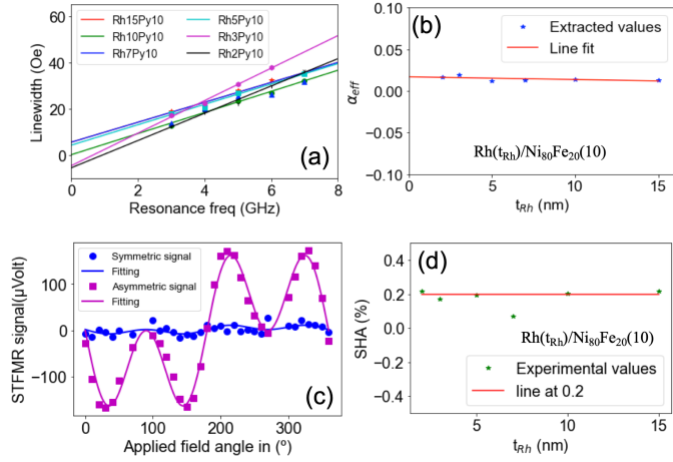 Rh15Py10
Rh10Py10
Rh7Py10
Rh5Py10
Rh3Py10
Rh2Py10
60
40
20
0
Linewidth (Oe)
(a)
0 2 4 6 8
Resonance freq (GHz)
(b)
Extracted values
Line fit
0.10
0.05
0.00
−0.05
−0.10
αeff
Rh(tRh)/Ni80Fe20(10)
0 5 10 15
tRh (nm)
Symmetric signal
Fitting
Asymmetric signal
Fitting
100
0
−100
STFMR signal(μVolt)
(c)
0 100 200 300
Applied field angle in (º)
(d)
0.4
0.2
0.0
−0.2
−0.4
SHA (%)
Rh(tRh)/Ni80Fe20(10)
Experimental values
line at 0.2
5 10 15
tRh (nm)